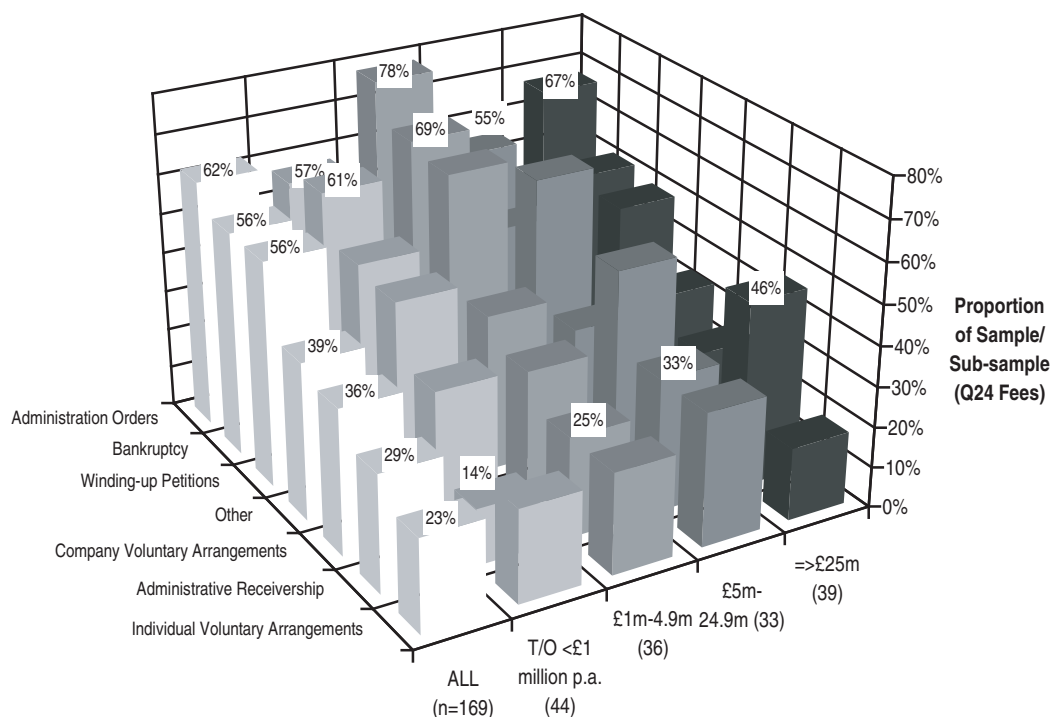 78%
67%
55%
69%
62%
57%
61%
56%
56%
46%
39%
33%
36%
25%
29%
14%
23%
80%
70%
60%
50%
40%
30%
20%
10%
0%
Proportion
of Sample/
Sub-sample
(Q24 Fees)
Administration Orders
Bankruptcy
Winding-up Petitions
Other
Company Voluntary Arrangements
Administrative Receivership
Individual Voluntary Arrangements
ALL
(n=169)
T/O <£1
million p.a.
(44)
£1m-4.9m
(36)
£5m-
24.9m (33)
=>£25m
(39)